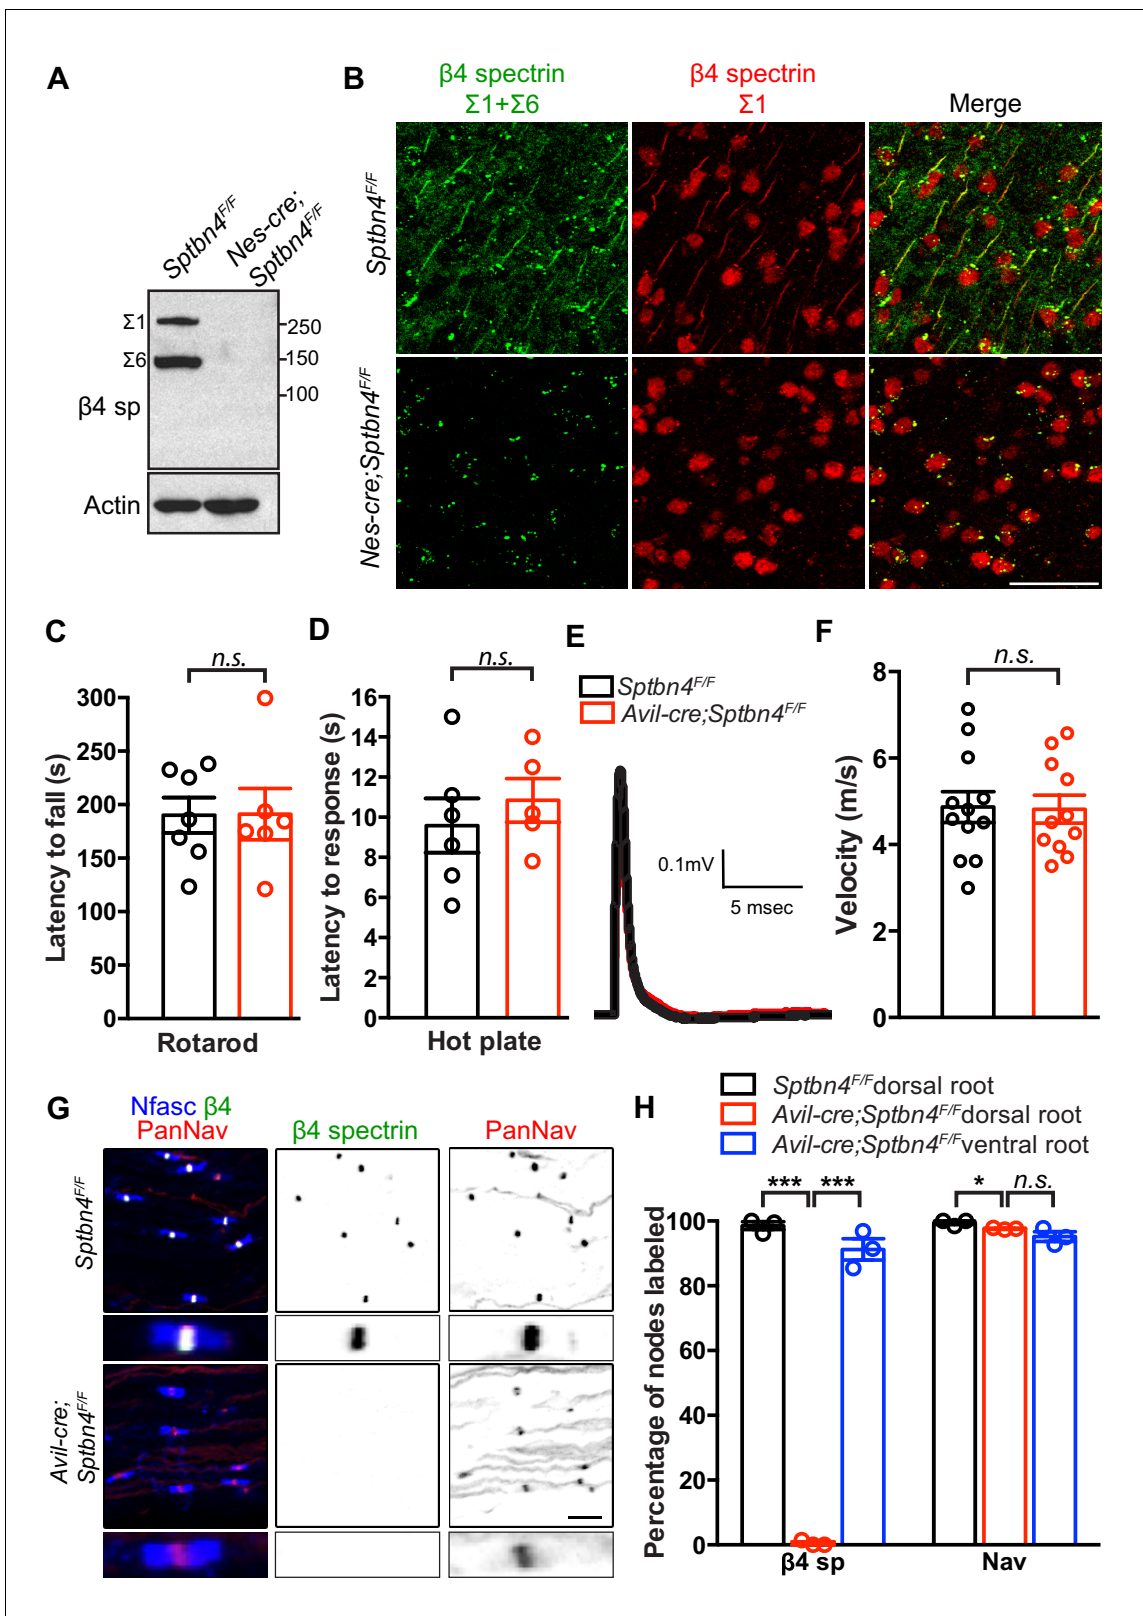 A
Sptbn4F/F
Nes-cre;
Sptbn4F/F
Σ1
Σ6
β4 sp
Actin
250
150
100
B
β4 spectrin
Σ1+Σ6
β4 spectrin
Σ1
Merge
Sptbn4F/F
Nes-cre;Sptbn4F/F
C
n.s.
Latency to fall (s)
300
250
200
150
100
50
0
Rotarod
D
n.s.
Latency to response (s)
16
14
12
10
8
6
4
2
0
Hot plate
E
Sptbn4F/F
Avil-cre;Sptbn4F/F
0.1mV
5 msec
F
n.s.
Velocity (m/s)
8
6
4
2
0
G
Nfasc β4
PanNav
β4 spectrin
PanNav
Sptbn4F/F
Avil-cre;
Sptbn4F/F
H
Sptbn4F/F dorsal root
Avil-cre;Sptbn4F/F dorsal root
Avil-cre;Sptbn4F/F ventral root
*** *** * n.s.
Percentage of nodes labeled
100
80
60
40
20
0
β4 sp
Nav